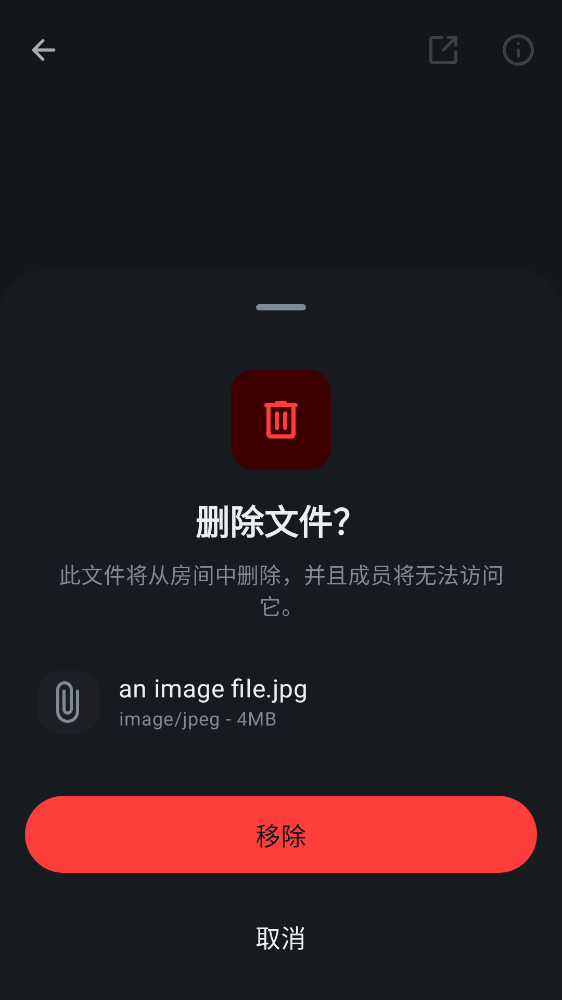 删除文件？
此文件将从房间中删除，并且成员将无法访问
它。
an image file.jpg
image/jpeg - 4MB
移除
取消